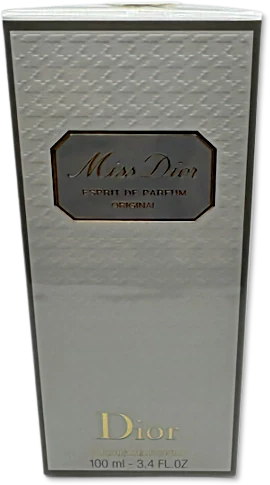 Miss Dior
ESPRIT DE PARFUM
ORIGINAL
Dior
100 ml - 3.4 FL.OZ